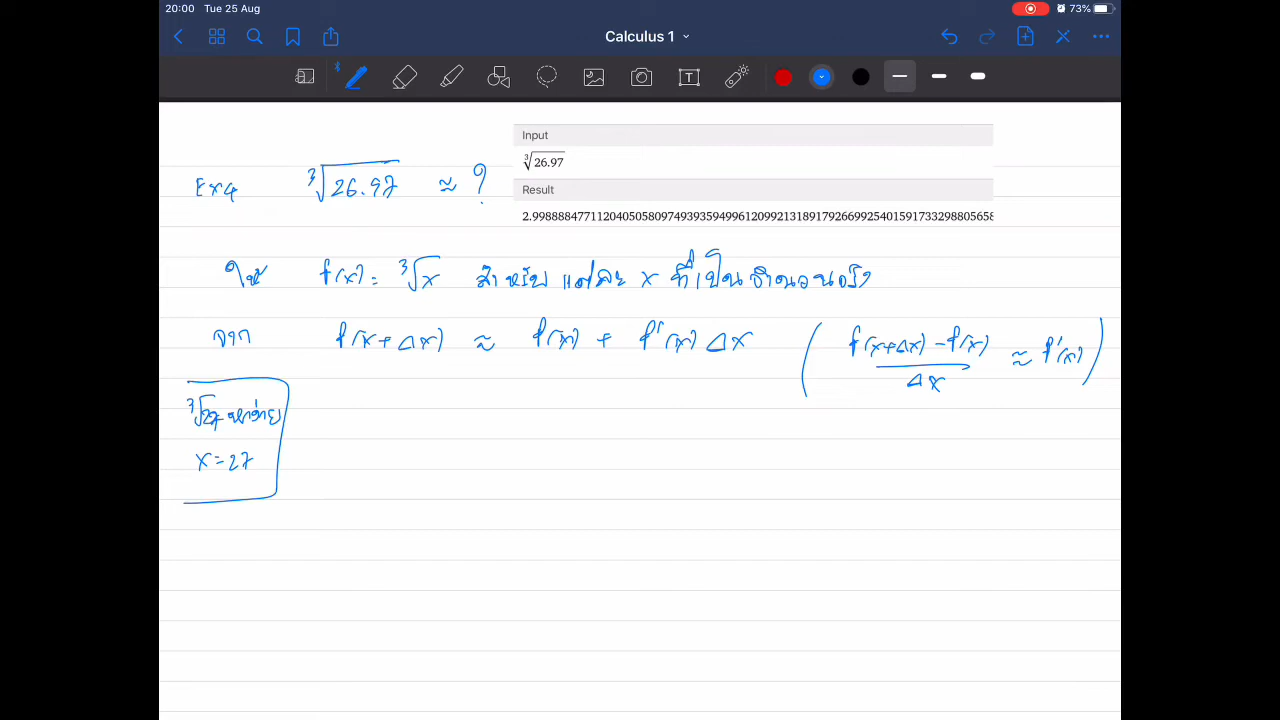 20:00 Tue 25 Aug
73%
Calculus 1
T
Input
∛26.97
Result
2.998888477112040505809749393594996120992131891792669925401591733298805658
Ex4 ∛26.97 ≈ ?
ให้ f(x) = ∛x สำหรับแต่ละ x ที่เป็นจำนวนจริง
จาก f(x+Δx) ≈ f(x) + f'(x) Δx ( (f(x+Δx) - f(x))/Δx ≈ f'(x) )
∛27 หาง่าย
x = 27